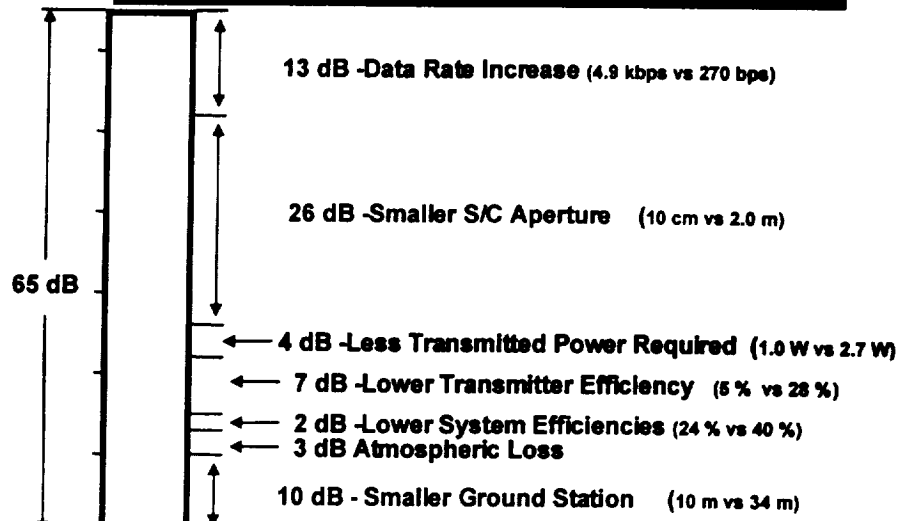 13 dB -Data Rate Increase (4.9 kbps vs 270 bps)
26 dB -Smaller S/C Aperture (10 cm vs 2.0 m)
65 dB
4 dB -Less Transmitted Power Required (1.0 W vs 2.7 W)
7 dB -Lower Transmitter Efficiency (5 % vs 28 %)
2 dB -Lower System Efficiencies (24 % vs 40 %)
3 dB Atmospheric Loss
10 dB - Smaller Ground Station (10 m vs 34 m)